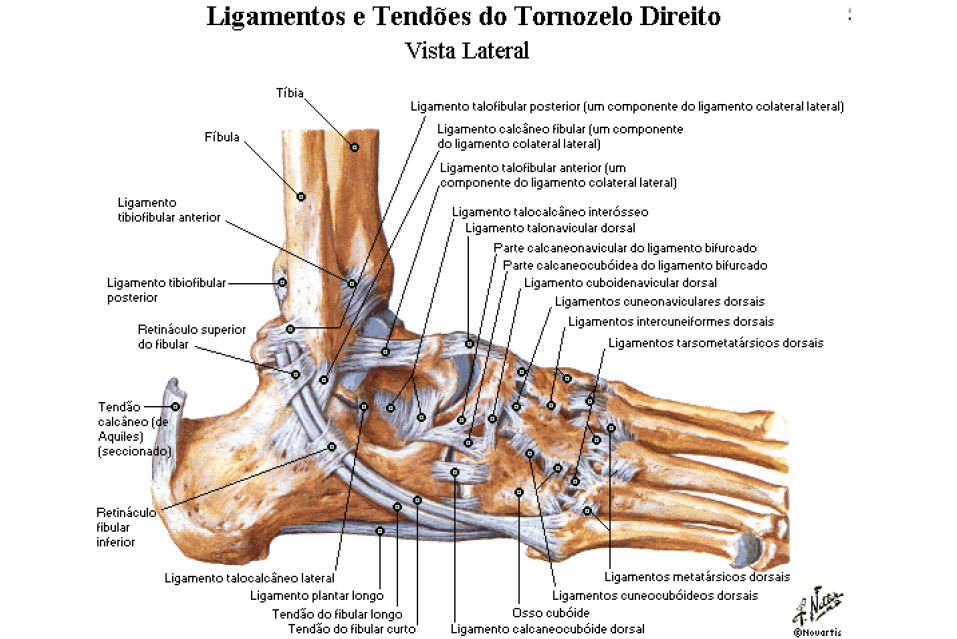 Ligamentos e Tendões do Tornozelo Direito
Vista Lateral
Tíbia
Ligamento talofibular posterior (um componente do ligamento colateral lateral)
Fíbula
Ligamento calcâneo fibular (um componente
do ligamento colateral lateral)
Ligamento talofibular anterior (um
componente do ligamento colateral lateral)
Ligamento
tibiofibular anterior
Ligamento talocalcâneo interósseo
Ligamento talonavicular dorsal
Parte calcaneonavicular do ligamento bifurcado
Parte calcaneocubóidea do ligamento bifurcado
Ligamento tibiofibular
posterior
Ligamento cuboidenavicular dorsal
Ligamentos cuneonaviculares dorsais
Ligamentos intercuneiformes dorsais
Retináculo superior
do fibular
Ligamentos tarsometatársicos dorsais
Tendão
calcâneo (de
Aquiles)
(seccionado)
Retináculo
fibular
inferior
Ligamento talocalcâneo lateral
Ligamento plantar longo
Tendão do fibular longo
Tendão do fibular curto
Ligamento calcaneocubóide dorsal
Osso cubóide
Ligamentos cuneocubóideos dorsais
Ligamentos metatársicos dorsais
F. Netter
©Novartis